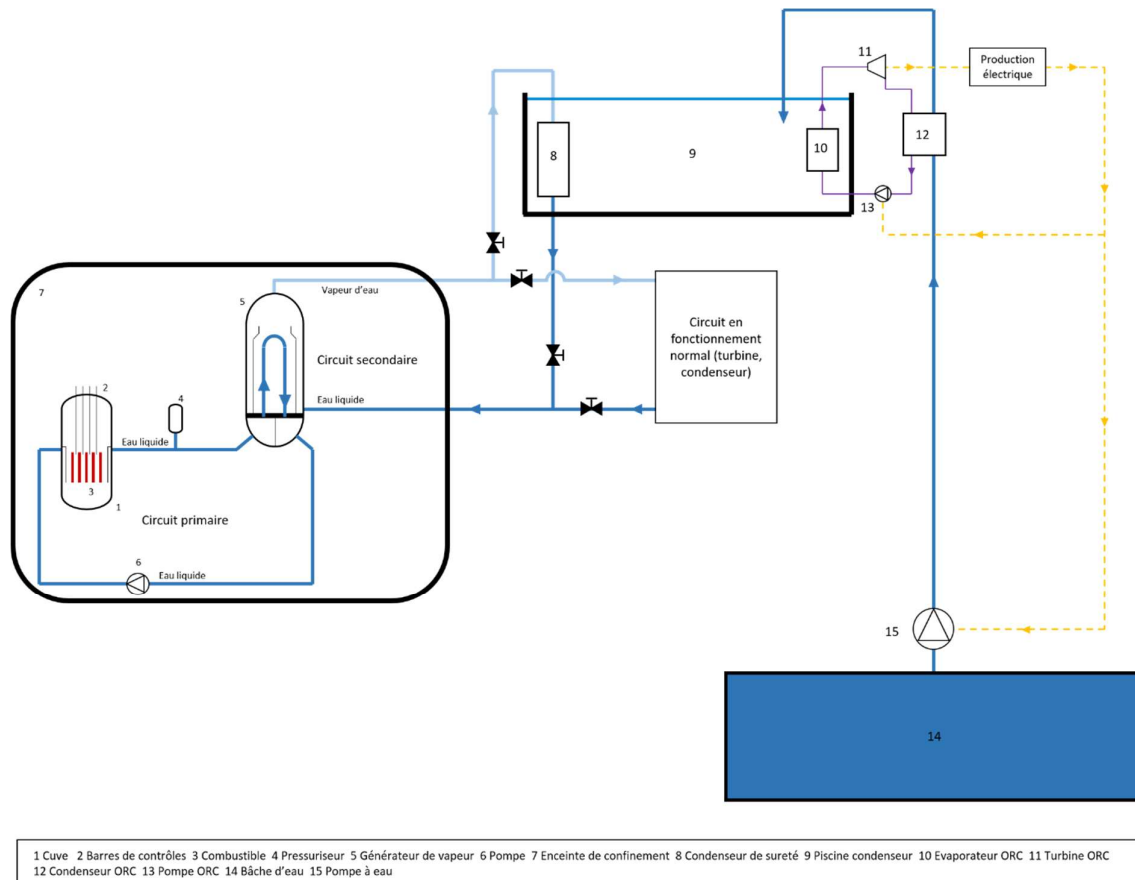 11
Production
électrique
8
9
10
12
13
7
5
Vapeur d'eau
Circuit en
fonctionnement
normal (turbine,
condenseur)
Circuit secondaire
2
4
Eau liquide
Eau liquide
3
1
Circuit primaire
6
Eau liquide
15
14
1 Cuve 2 Barres de contrôles 3 Combustible 4 Pressuriseur 5 Générateur de vapeur 6 Pompe 7 Enceinte de confinement 8 Condenseur de sureté 9 Piscine condenseur 10 Evaporateur ORC 11 Turbine ORC
12 Condenseur ORC 13 Pompe ORC 14 Bâche d'eau 15 Pompe à eau